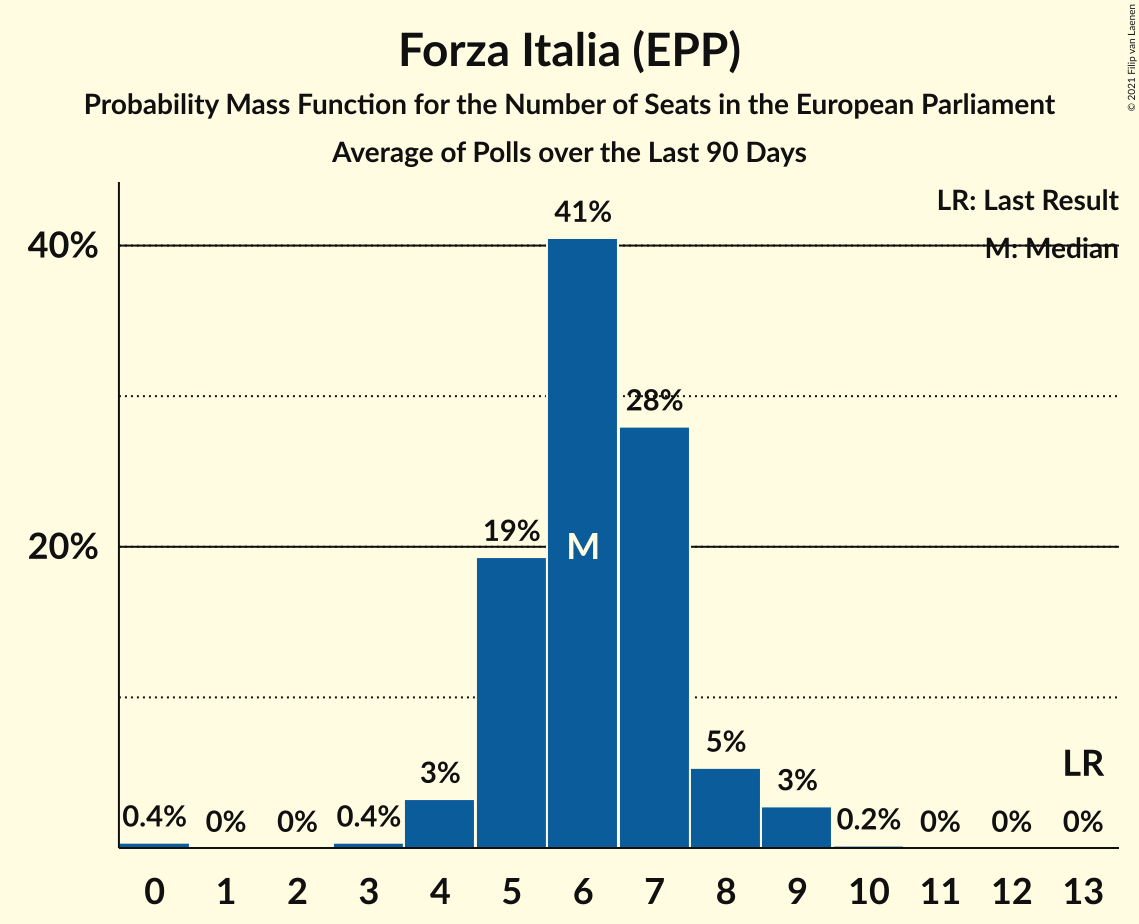 Forza Italia (EPP)
Probability Mass Function for the Number of Seats in the European Parliament
Average of Polls over the Last 90 Days
© 2021 Filip van Laenen
LR: Last Result
M: Median
40%
20%
0.4%
0%
0%
0.4%
3%
19%
41%
28%
5%
3%
0.2%
0%
0%
0%
M
LR
0 1 2 3 4 5 6 7 8 9 10 11 12 13